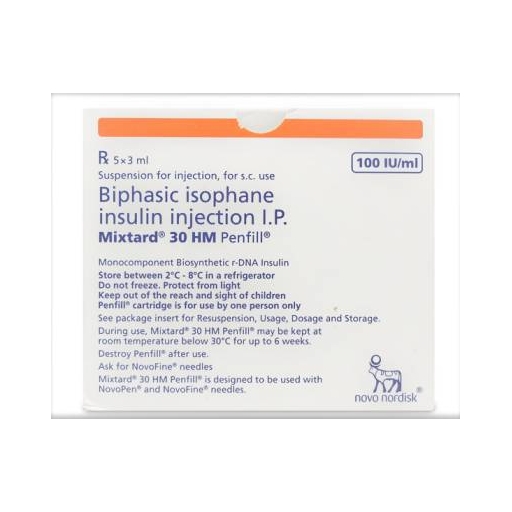 ℞ 5×3 ml
100 IU/ml
Suspension for injection, for s.c. use
Biphasic isophane
insulin injection I.P.
Mixtard® 30 HM Penfill®
Monocomponent Biosynthetic r-DNA Insulin
Store between 2°C - 8°C in a refrigerator
Do not freeze. Protect from light
Keep out of the reach and sight of children
Penfill® cartridge is for use by one person only
See package insert for Resuspension, Usage, Dosage and Storage.
During use, Mixtard® 30 HM Penfill® may be kept at
room temperature below 30°C for up to 6 weeks.
Destroy Penfill® after use.
Ask for NovoFine® needles
Mixtard® 30 HM Penfill® is designed to be used with
NovoPen® and NovoFine® needles.
novo nordisk®